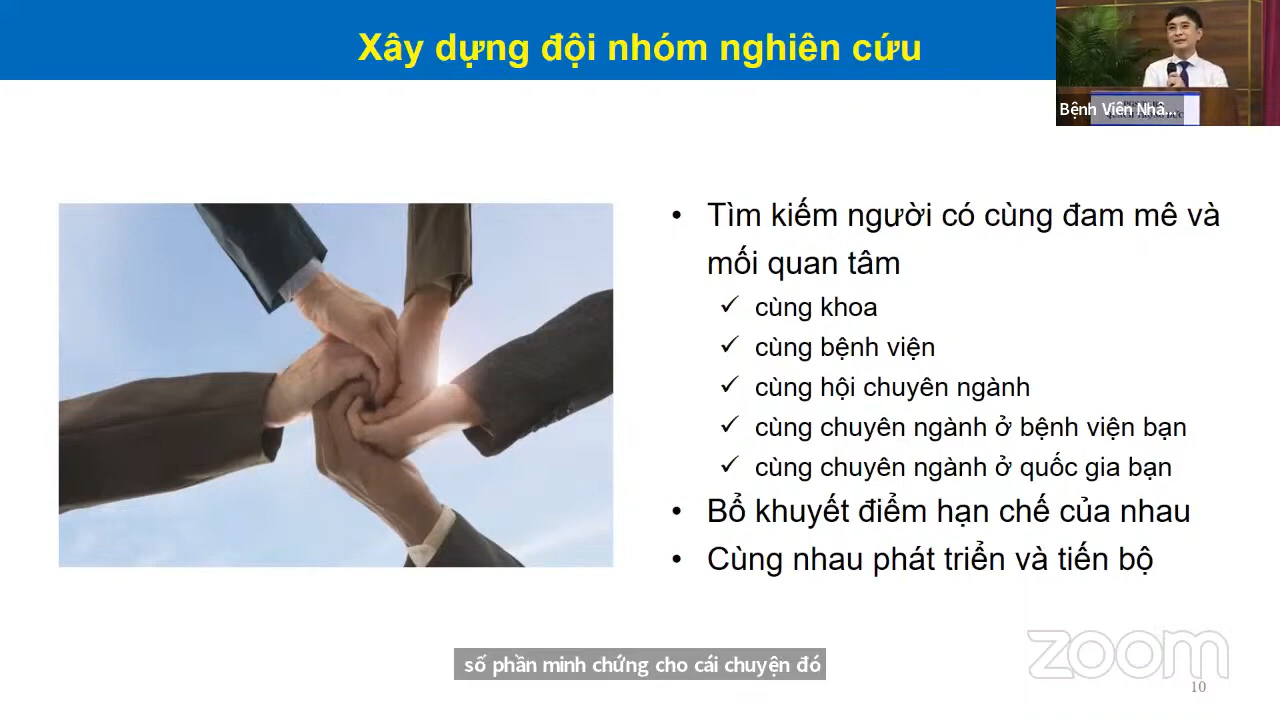 Xây dựng đội nhóm nghiên cứu
Bệnh Viên Nhâ...
• Tìm kiếm người có cùng đam mê và
mối quan tâm
✓ cùng khoa
✓ cùng bệnh viện
✓ cùng hội chuyên ngành
✓ cùng chuyên ngành ở bệnh viện bạn
✓ cùng chuyên ngành ở quốc gia bạn
• Bổ khuyết điểm hạn chế của nhau
• Cùng nhau phát triển và tiến bộ
số phần minh chứng cho cái chuyện đó
zoom
10